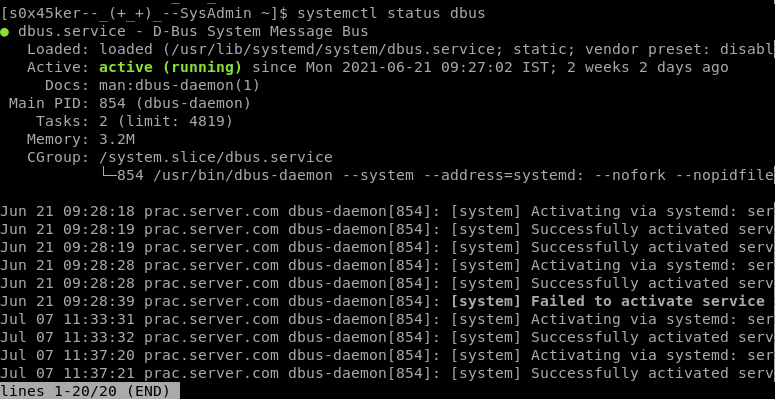 [s0x45ker--_(+_+)_--SysAdmin ~]$ systemctl status dbus
● dbus.service - D-Bus System Message Bus
   Loaded: loaded (/usr/lib/systemd/system/dbus.service; static; vendor preset: disabl
   Active: active (running) since Mon 2021-06-21 09:27:02 IST; 2 weeks 2 days ago
     Docs: man:dbus-daemon(1)
 Main PID: 854 (dbus-daemon)
    Tasks: 2 (limit: 4819)
   Memory: 3.2M
   CGroup: /system.slice/dbus.service
           └─854 /usr/bin/dbus-daemon --system --address=systemd: --nofork --nopidfile
Jun 21 09:28:18 prac.server.com dbus-daemon[854]: [system] Activating via systemd: ser
Jun 21 09:28:19 prac.server.com dbus-daemon[854]: [system] Successfully activated serv
Jun 21 09:28:19 prac.server.com dbus-daemon[854]: [system] Successfully activated serv
Jun 21 09:28:28 prac.server.com dbus-daemon[854]: [system] Activating via systemd: ser
Jun 21 09:28:28 prac.server.com dbus-daemon[854]: [system] Successfully activated serv
Jun 21 09:28:39 prac.server.com dbus-daemon[854]: [system] Failed to activate service
Jul 07 11:33:31 prac.server.com dbus-daemon[854]: [system] Activating via systemd: ser
Jul 07 11:33:32 prac.server.com dbus-daemon[854]: [system] Successfully activated serv
Jul 07 11:37:20 prac.server.com dbus-daemon[854]: [system] Activating via systemd: ser
Jul 07 11:37:21 prac.server.com dbus-daemon[854]: [system] Successfully activated serv
lines 1-20/20 (END)